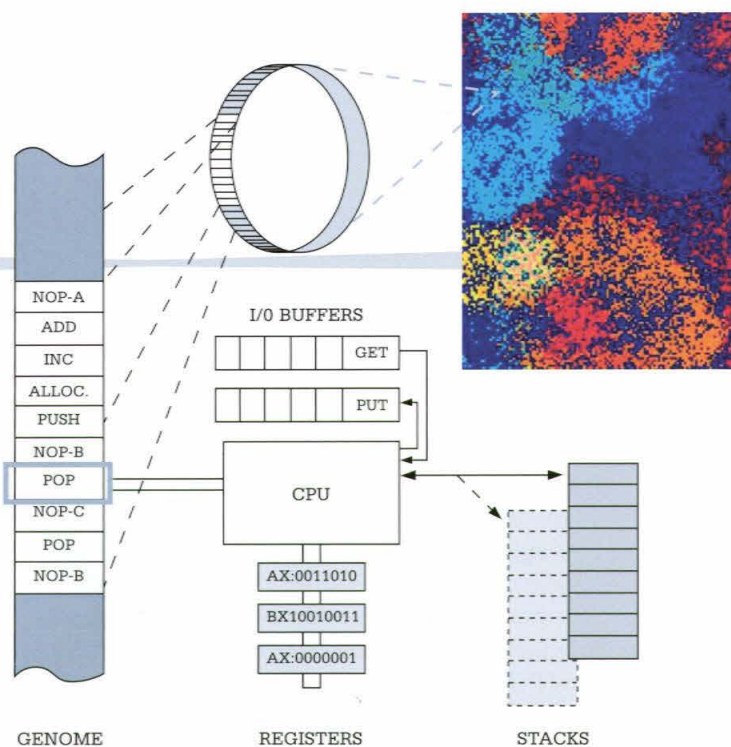 NOP-A
ADD
INC
ALLOC.
PUSH
NOP-B
POP
NOP-C
POP
NOP-B
GENOME
I/0 BUFFERS
GET
PUT
CPU
AX:0011010
BX10010011
AX:0000001
REGISTERS
STACKS